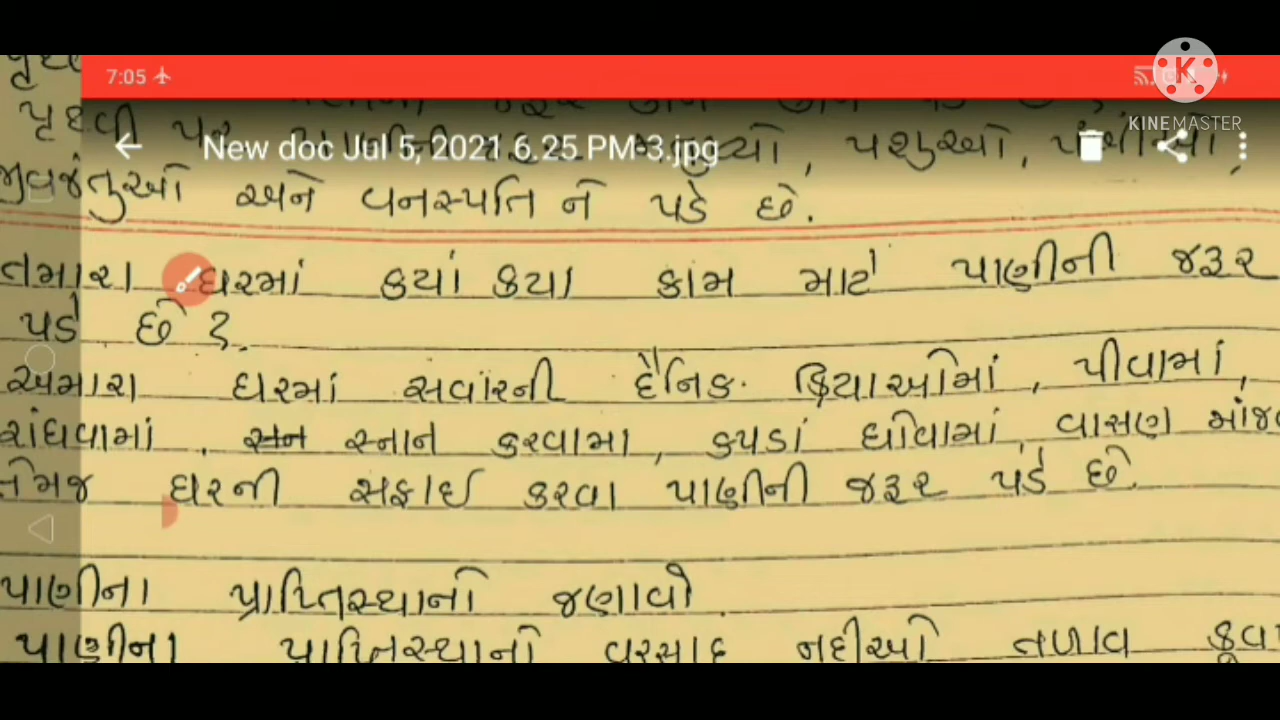 7:05
KINEMASTER
New doc Jul 5, 2021 6.25 PM-3.jpg
પૃથ્વી પર પશુઓ,
જીવજંતુઓ અને વનસ્પતિ ને પડે છે.
તમારા ઘરમાં કયાં કયા કામ માટે પાણીની જરૂર
પડે છે ?
અમારા ઘરમાં સવારની દૈનિક ક્રિયાઓમાં, પીવામાં,
રાંધવામાં, સ્નાન કરવામા, કપડાં ધોવામાં, વાસણ
તેમજ ઘરની સફાઈ કરવા પાણીની જરૂર પડે છે.
પાણીના પ્રાપ્તિસ્થાનો જણાવો.
પાણીના પ્રાપ્તિસ્થાનો વરસાદ નદીઓ તળાવ કૂવા